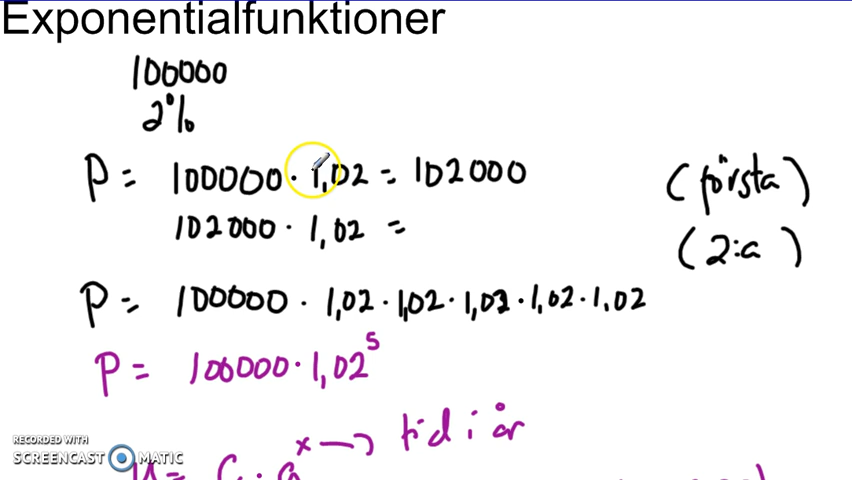 Exponentialfunktioner
100000
2%
P = 100000 · 1,02 = 102000 (första)
102000 · 1,02 = (2:a)
P = 100000 · 1,02 · 1,02 · 1,02 · 1,02 · 1,02
P = 100000 · 1,02^5
x → tid i år
RECORDED WITH
SCREENCAST MATIC
= C · a